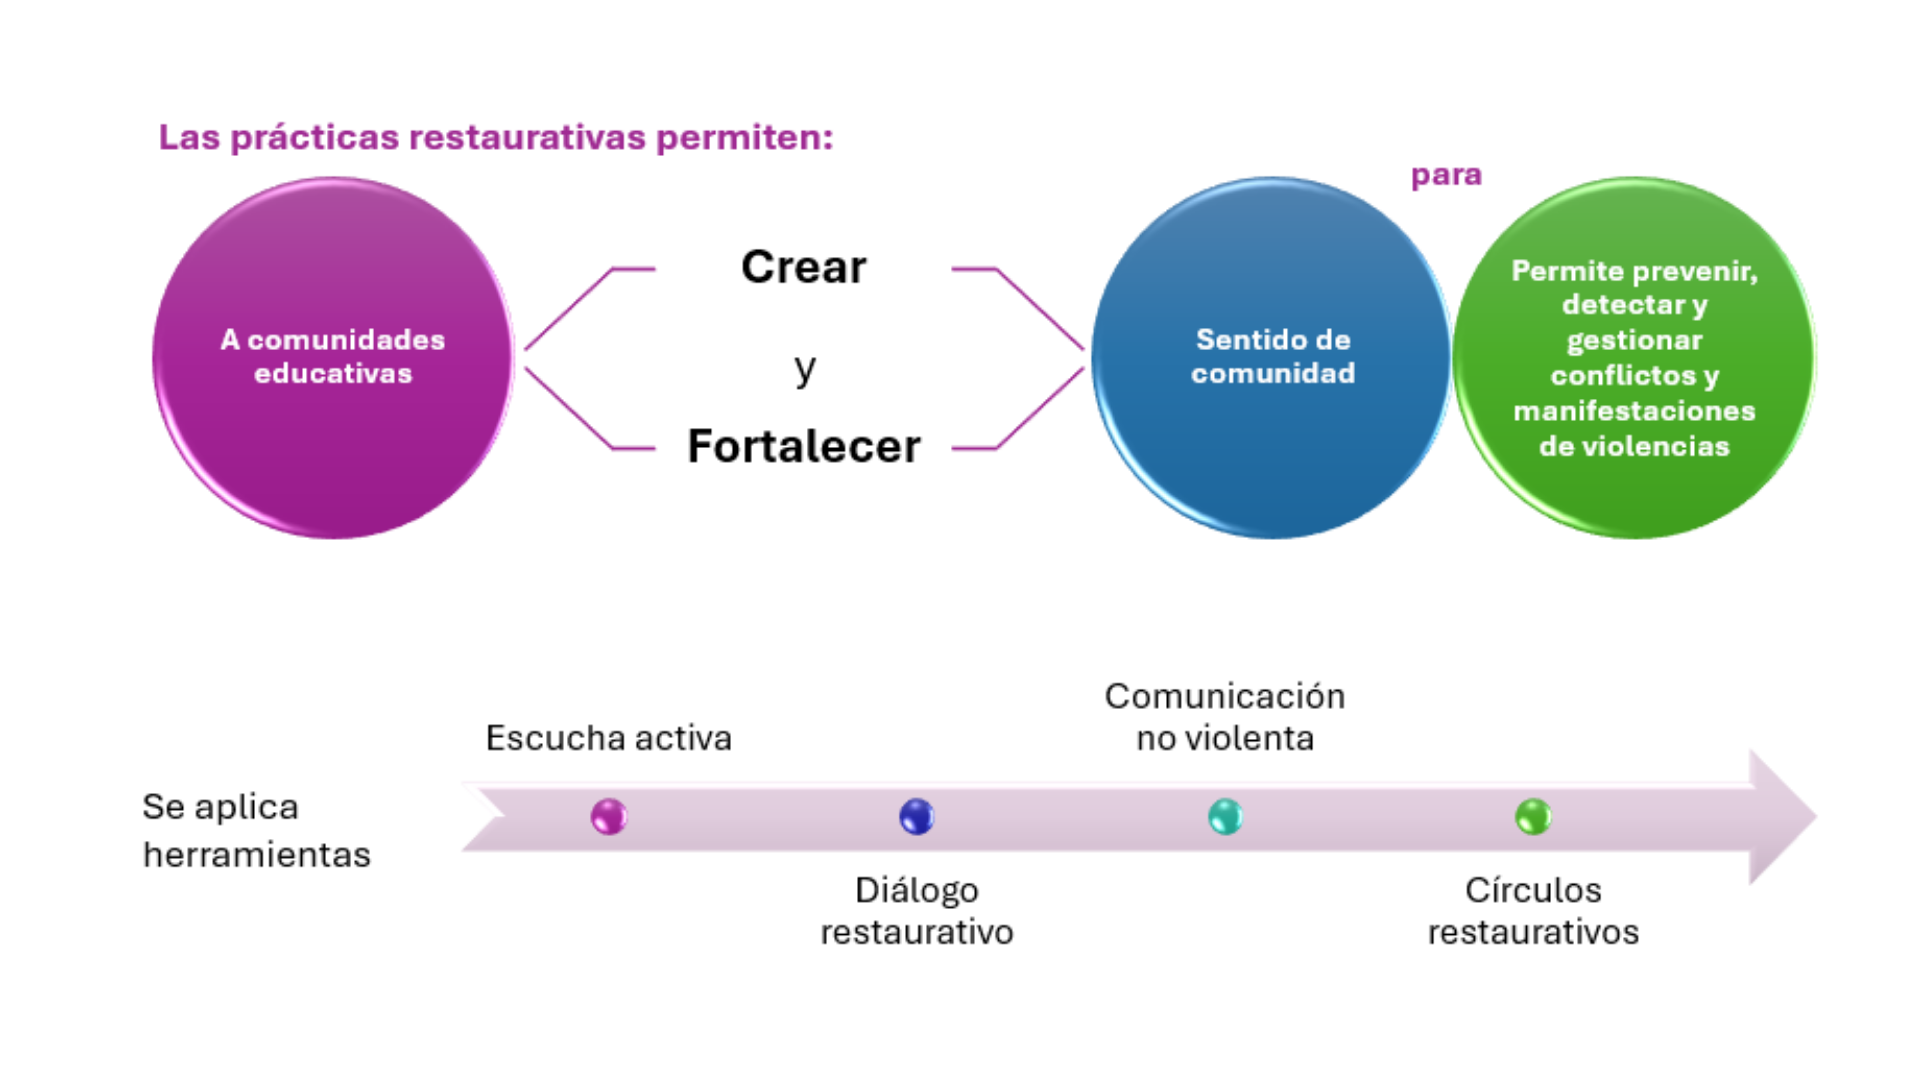 Las prácticas restaurativas permiten:
A comunidades
educativas
Crear
y
Fortalecer
Sentido de
comunidad
para
Permite prevenir,
detectar y
gestionar
conflictos y
manifestaciones
de violencias
Se aplica
herramientas
Escucha activa
Diálogo
restaurativo
Comunicación
no violenta
Círculos
restaurativos